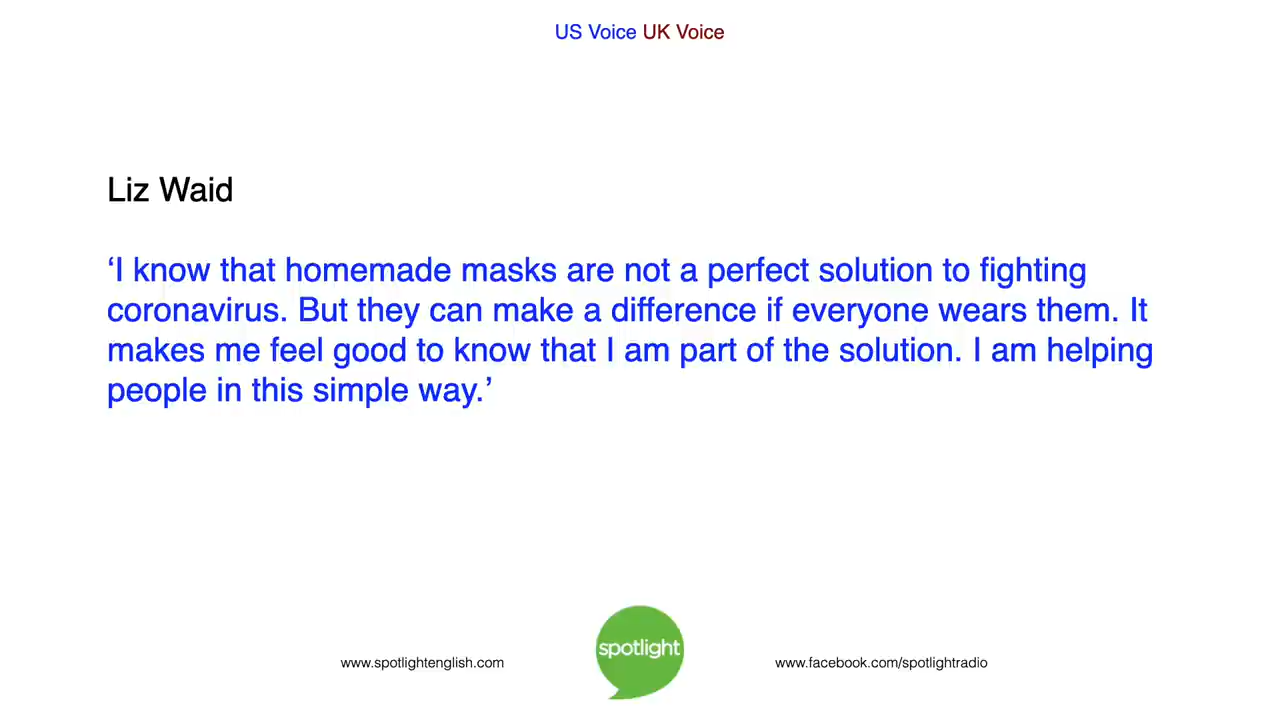 US Voice UK Voice
Liz Waid
‘I know that homemade masks are not a perfect solution to fighting
coronavirus. But they can make a difference if everyone wears them. It
makes me feel good to know that I am part of the solution. I am helping
people in this simple way.’
spotlight
www.spotlightenglish.com
www.facebook.com/spotlightradio